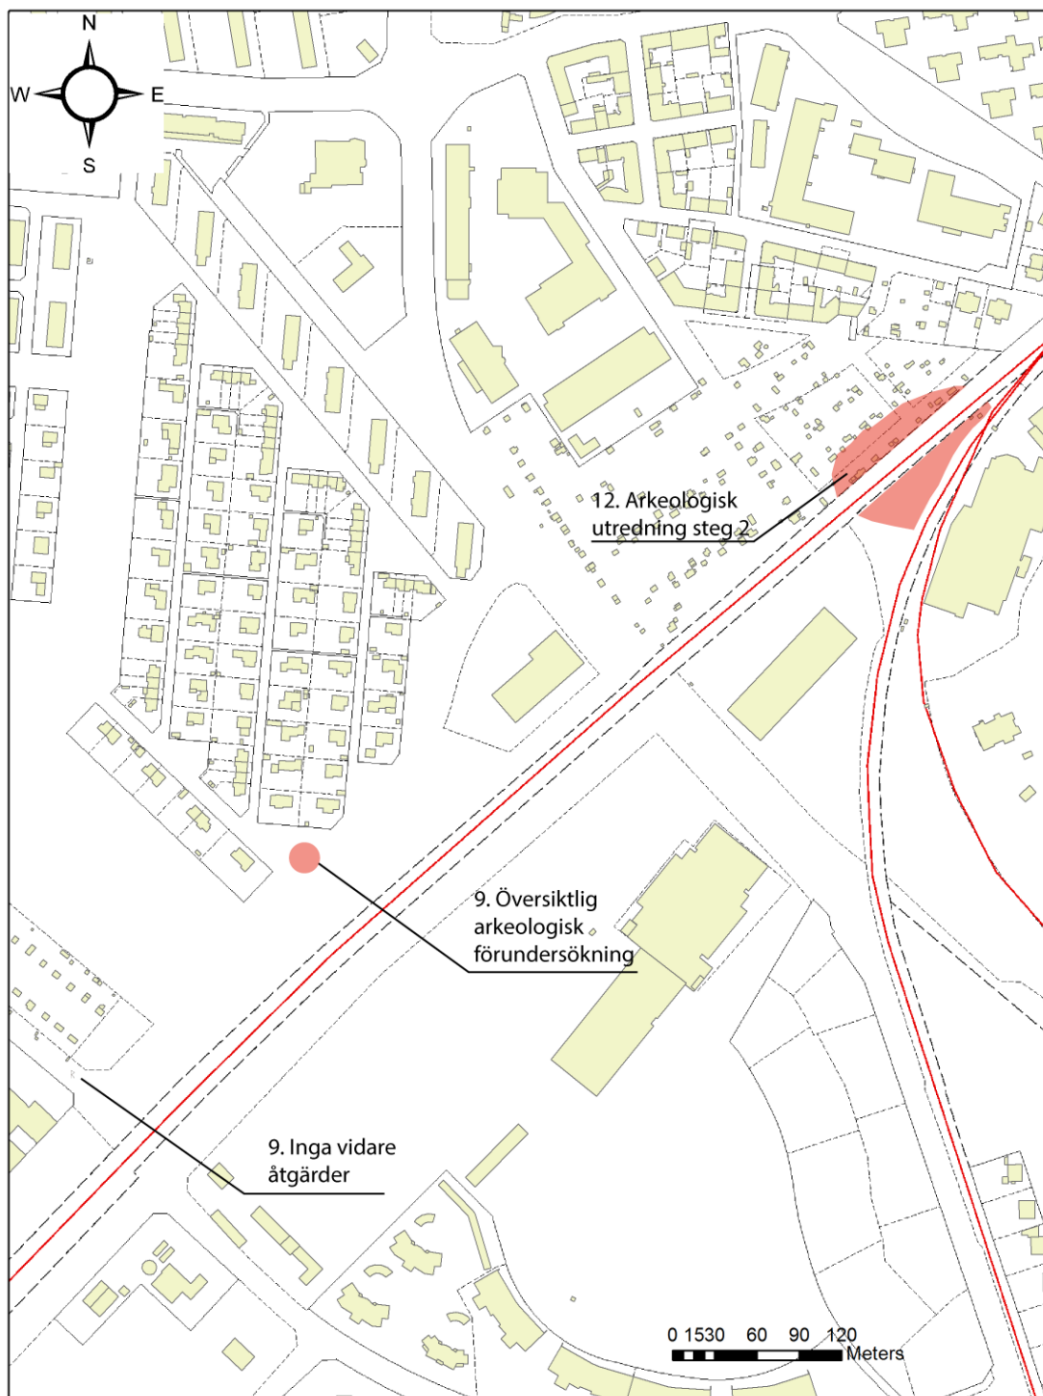 N
W E
S
12. Arkeologisk
utredning steg 2
9. Översiktlig
arkeologisk
förundersökning
9. Inga vidare
åtgärder
0 1530 60 90 120
Meters